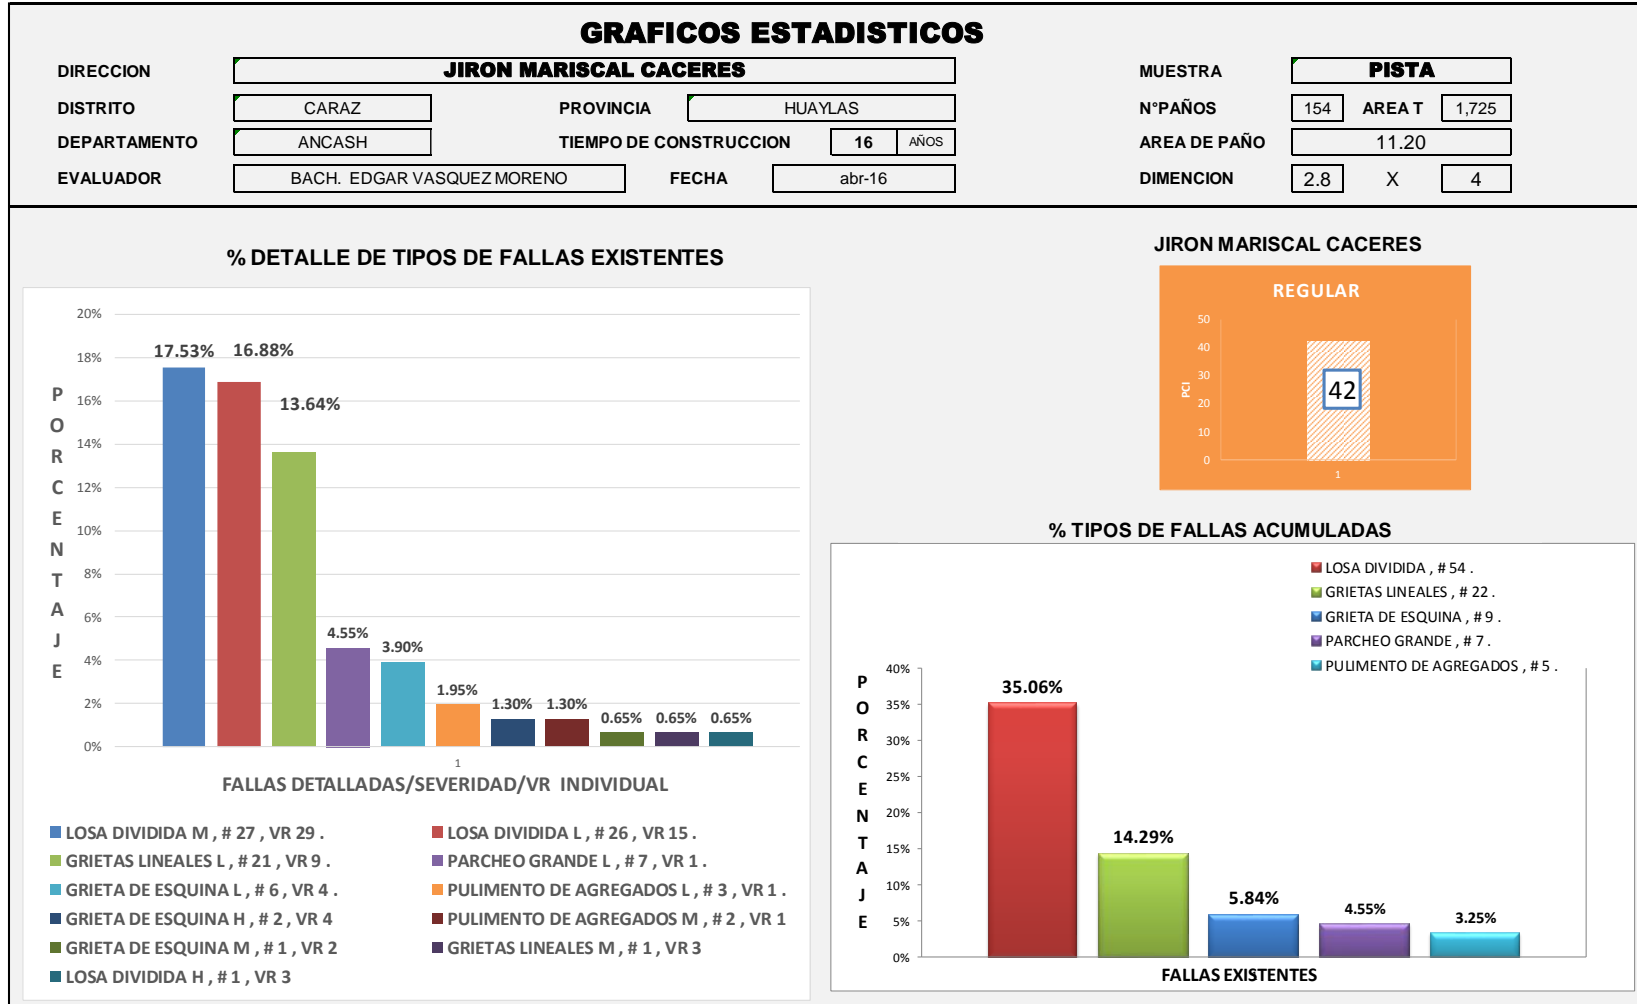 GRAFICOS ESTADISTICOS
DIRECCION JIRON MARISCAL CACERES MUESTRA PISTA
DISTRITO CARAZ PROVINCIA HUAYLAS N°PAÑOS 154 AREA T 1,725
DEPARTAMENTO ANCASH TIEMPO DE CONSTRUCCION 16 AÑOS AREA DE PAÑO 11.20
EVALUADOR BACH. EDGAR VASQUEZ MORENO FECHA abr-16 DIMENCION 2.8 X 4
% DETALLE DE TIPOS DE FALLAS EXISTENTES
20%
18%
16%
14%
12%
10%
8%
6%
4%
2%
0%
PORCENTAJE
17.53%
16.88%
13.64%
4.55%
3.90%
1.95%
1.30%
1.30%
0.65%
0.65%
0.65%
1
FALLAS DETALLADAS/SEVERIDAD/VR INDIVIDUAL
LOSA DIVIDIDA M , # 27 , VR 29 .
LOSA DIVIDIDA L , # 26 , VR 15 .
GRIETAS LINEALES L , # 21 , VR 9 .
PARCHEO GRANDE L , # 7 , VR 1 .
GRIETA DE ESQUINA L , # 6 , VR 4 .
PULIMENTO DE AGREGADOS L , # 3 , VR 1 .
GRIETA DE ESQUINA H , # 2 , VR 4
PULIMENTO DE AGREGADOS M , # 2 , VR 1
GRIETA DE ESQUINA M , # 1 , VR 2
GRIETAS LINEALES M , # 1 , VR 3
LOSA DIVIDIDA H , # 1 , VR 3
JIRON MARISCAL CACERES
REGULAR
50
40
30
20
10
0
PCI
42
1
% TIPOS DE FALLAS ACUMULADAS
LOSA DIVIDIDA , # 54 .
GRIETAS LINEALES , # 22 .
GRIETA DE ESQUINA , # 9 .
PARCHEO GRANDE , # 7 .
PULIMENTO DE AGREGADOS , # 5 .
PORCENTAJE
40%
35%
30%
25%
20%
15%
10%
5%
0%
35.06%
14.29%
5.84%
4.55%
3.25%
FALLAS EXISTENTES